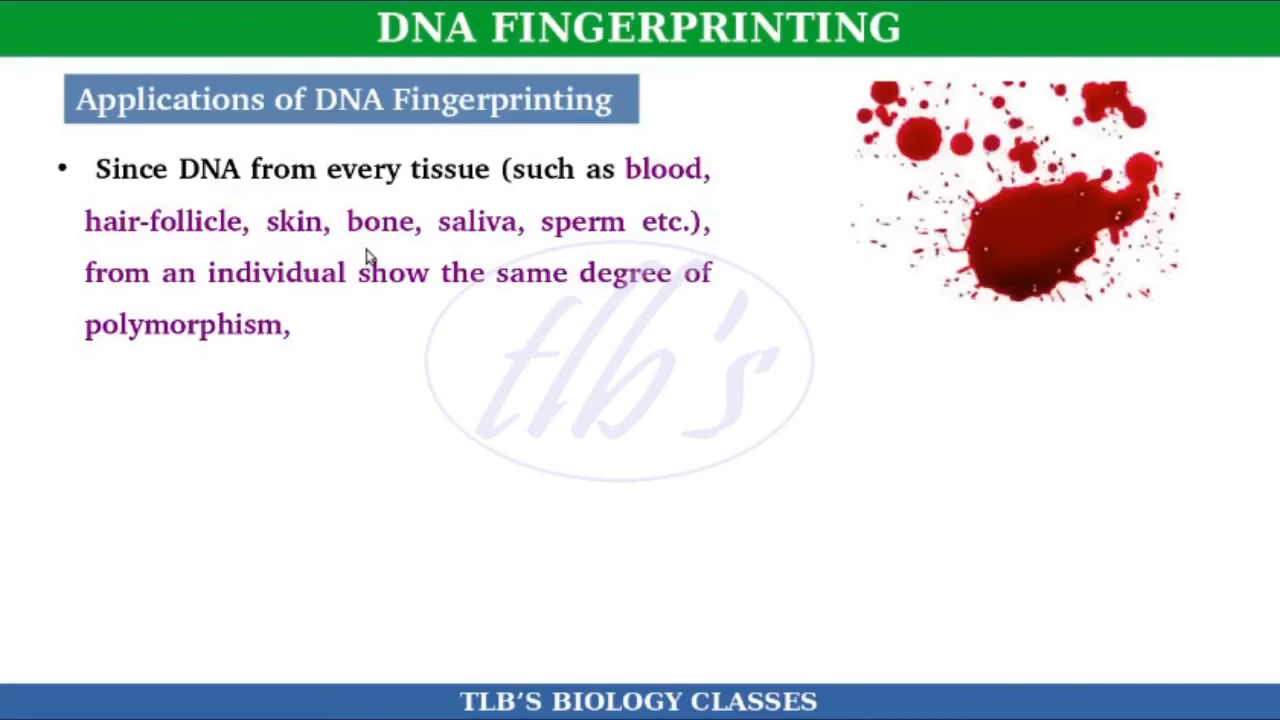 DNA FINGERPRINTING
Applications of DNA Fingerprinting
• Since DNA from every tissue (such as blood,
hair-follicle, skin, bone, saliva, sperm etc.),
from an individual show the same degree of
polymorphism,
tlb's
TLB’S BIOLOGY CLASSES